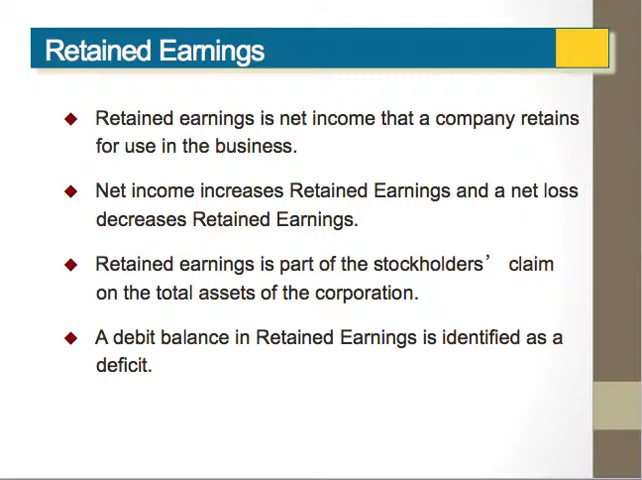 Retained Earnings
Retained earnings is net income that a company retains
for use in the business.
Net income increases Retained Earnings and a net loss
decreases Retained Earnings.
Retained earnings is part of the stockholders’ claim
on the total assets of the corporation.
A debit balance in Retained Earnings is identified as a
deficit.